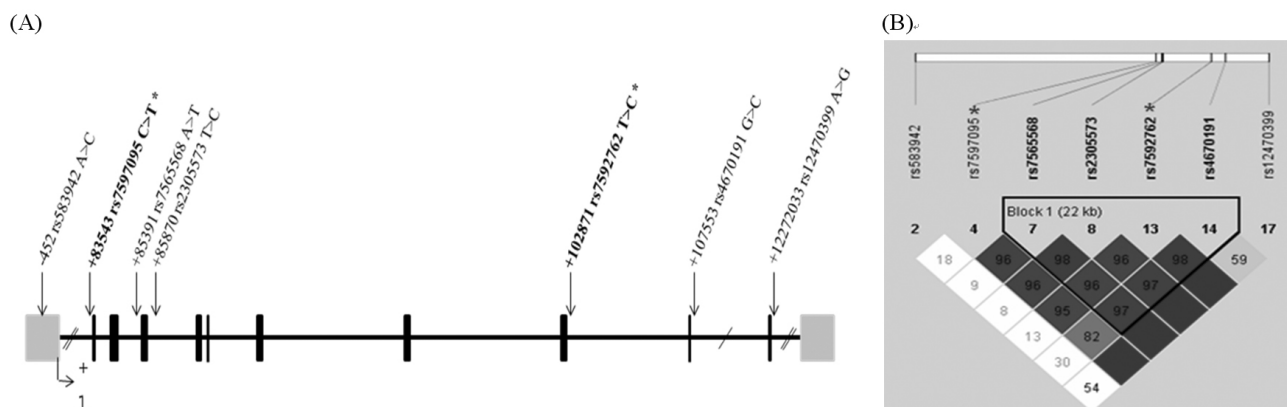 (A)
-452 rs583942 A>C
+83543 rs7597095 C>T *
+85391 rs7565568 A>T
+85870 rs2305573 T>C
+102871 rs7592762 T>C *
+107553 rs4670191 G>C
+12272033 rs12470399 A>G
+
1
(B)
rs583942
rs7597095 *
rs7565568
rs2305573
rs7592762 *
rs4670191
rs12470399
Block 1 (22 kb)
2 4 7 8 13 14 17
18 96 98 96 98 59
9 96 96 97
8 95 97
13 82
30
54